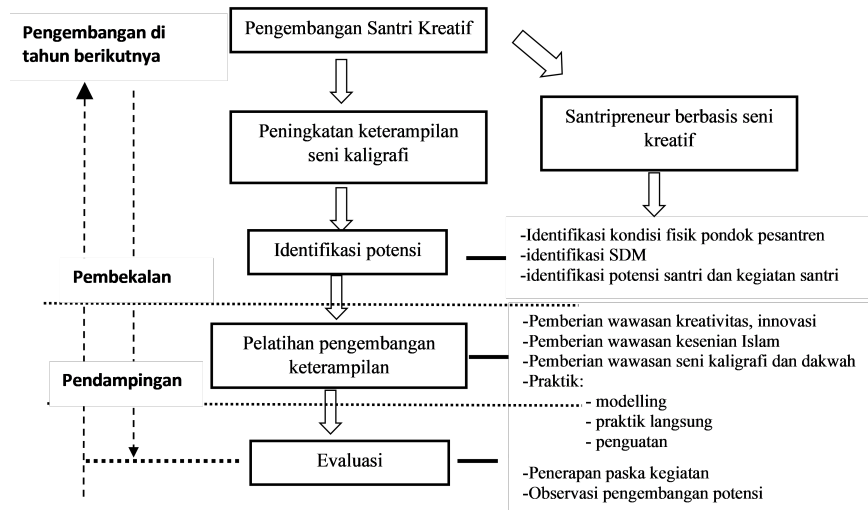 Pengembangan di
tahun berikutnya
Pengembangan Santri Kreatif
Peningkatan keterampilan
seni kaligrafi
Santripreneur berbasis seni
kreatif
Identifikasi potensi
-Identifikasi kondisi fisik pondok pesantren
-identifikasi SDM
-identifikasi potensi santri dan kegiatan santri
Pembekalan
Pelatihan pengembangan
keterampilan
-Pemberian wawasan kreativitas, innovasi
-Pemberian wawasan kesenian Islam
-Pemberian wawasan seni kaligrafi dan dakwah
-Praktik:
- modelling
- praktik langsung
- penguatan
Pendampingan
Evaluasi
-Penerapan paska kegiatan
-Observasi pengembangan potensi